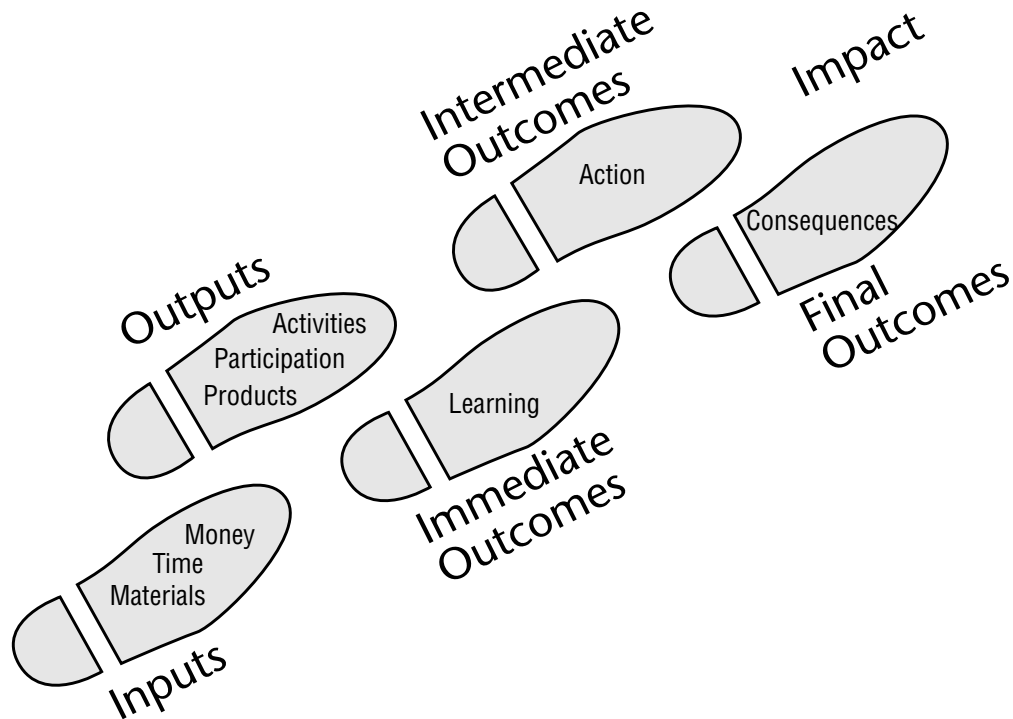 Inputs
Money
Time
Materials
Outputs
Activities
Participation
Products
Immediate
Outcomes
Learning
Intermediate
Outcomes
Action
Impact
Consequences
Final
Outcomes